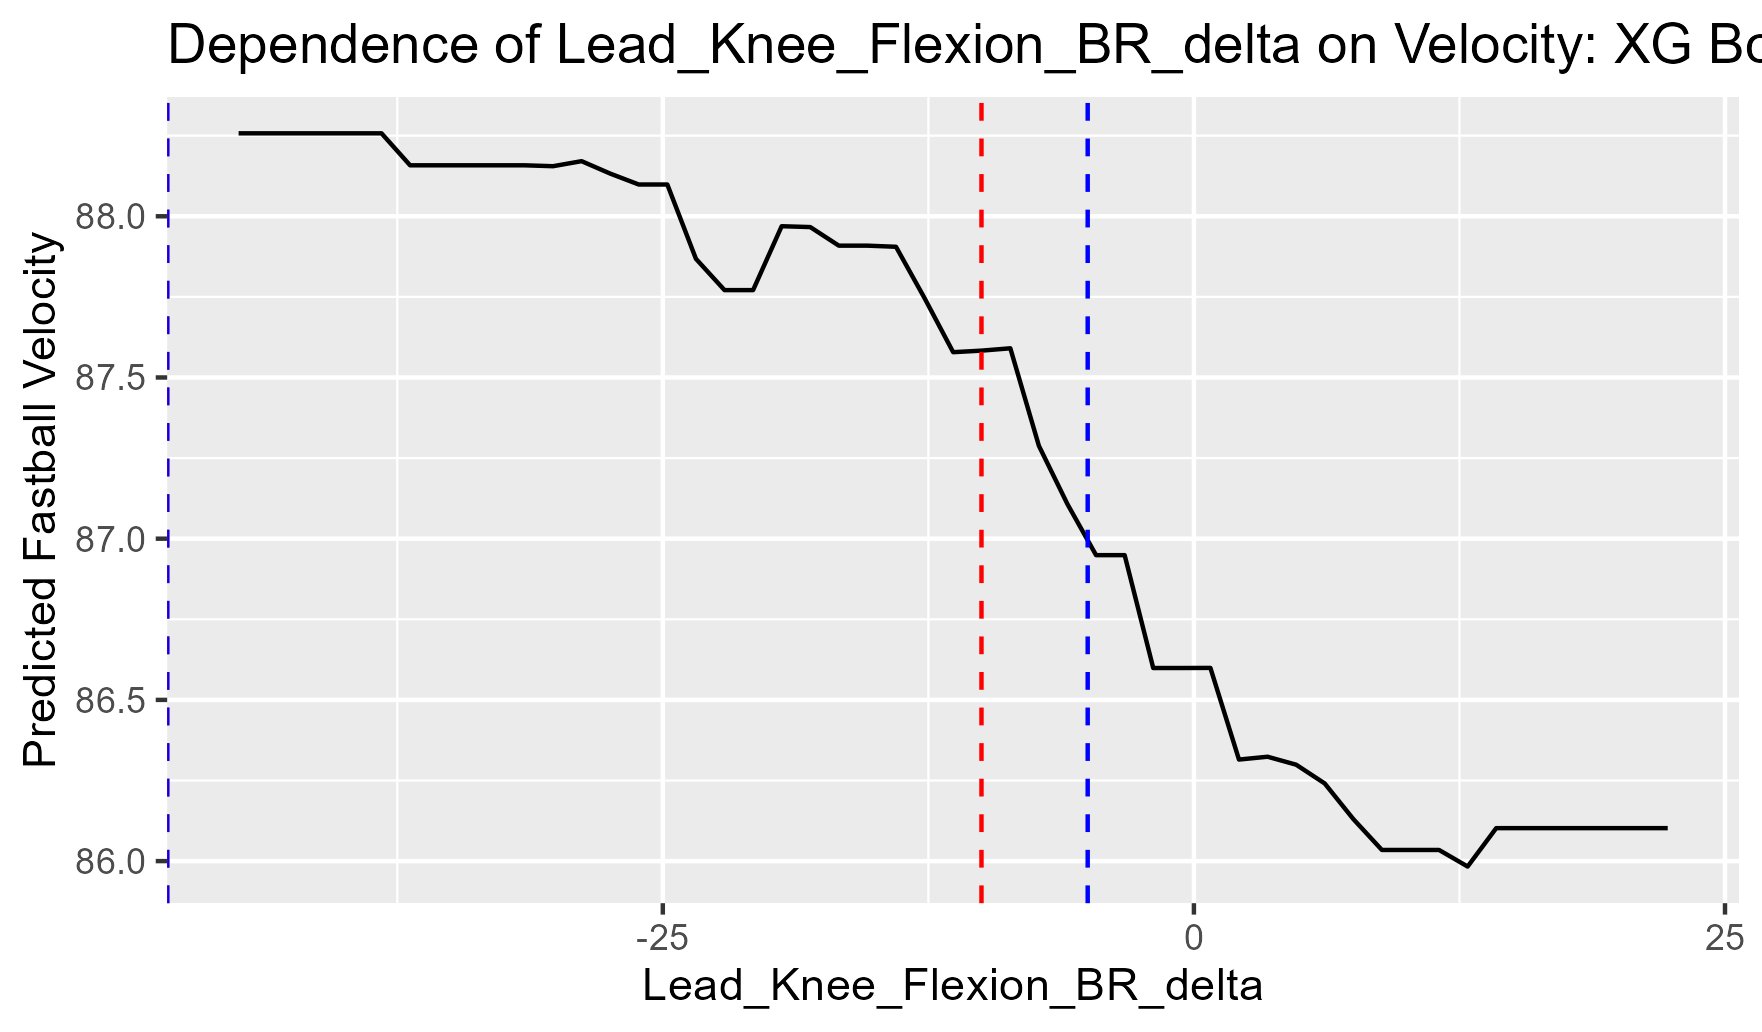 Dependence of Lead_Knee_Flexion_BR_delta on Velocity: XG Bo
Predicted Fastball Velocity
88.0
87.5
87.0
86.5
86.0
-25
0
25
Lead_Knee_Flexion_BR_delta